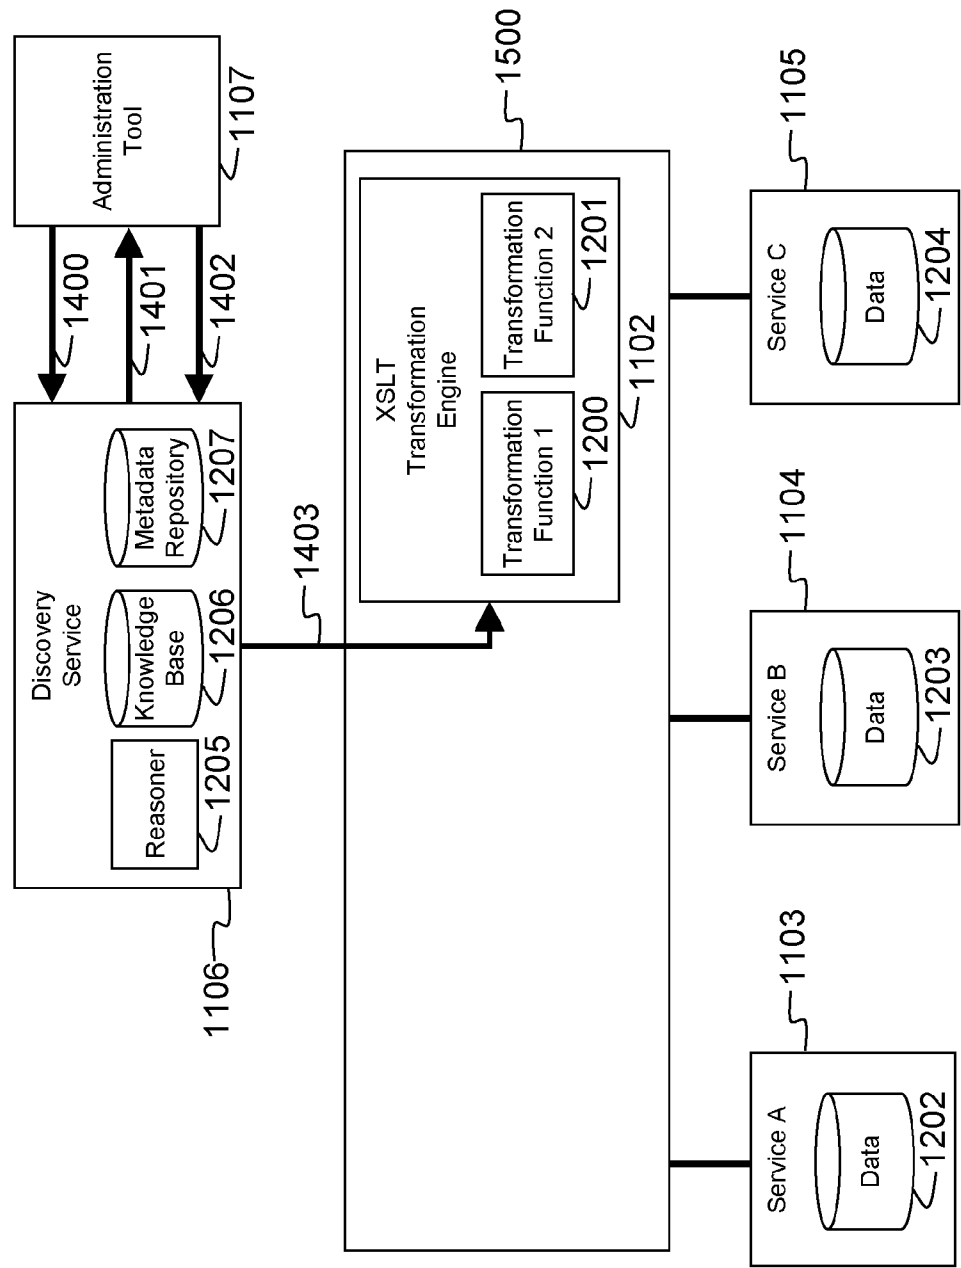 Discovery
Service
Reasoner
1205
Knowledge
Base
1206
Metadata
Repository
1207
1106
1400
1401
1402
Administration
Tool
1107
1403
1500
XSLT
Transformation
Engine
Transformation
Function 1
1200
Transformation
Function 2
1201
1102
Service A
Data
1202
1103
Service B
Data
1203
1104
Service C
Data
1204
1105